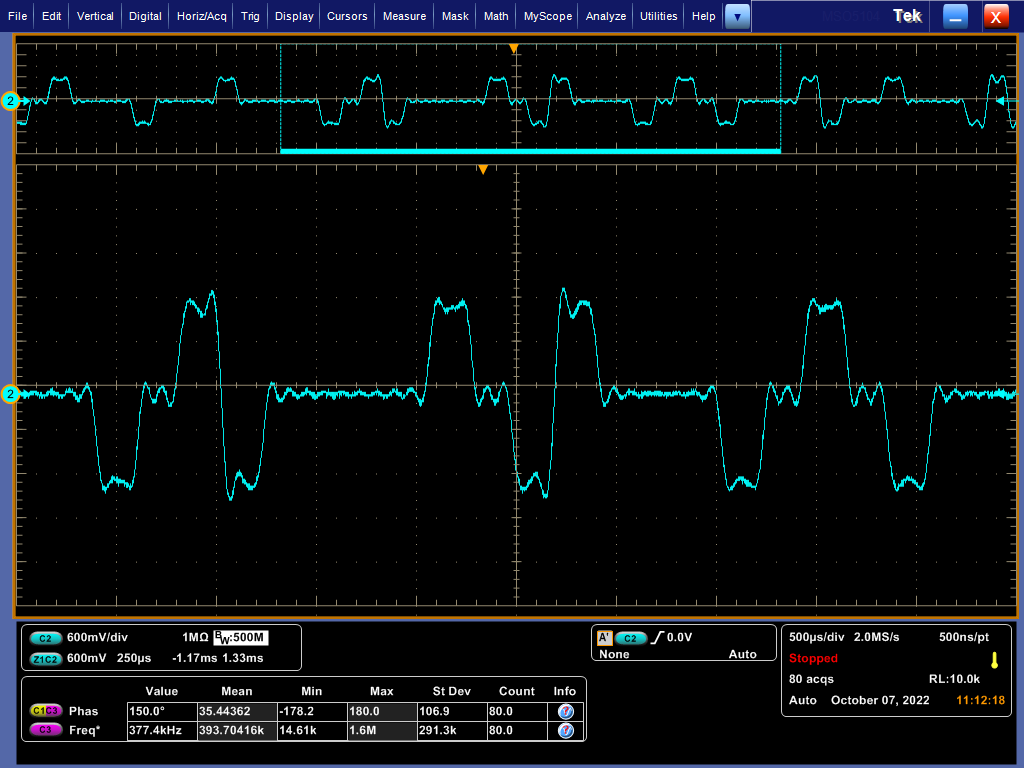 File Edit Vertical Digital Horiz/Acq Trig Display Cursors Measure Mask Math MyScope Analyze Utilities Help Tek X
2
2
C2 600mV/div 1MΩ BW:500M
Z1C2 600mV 250µs -1.17ms 1.33ms
A' C2 0.0V
None Auto
500µs/div 2.0MS/s 500ns/pt
Stopped
80 acqs RL:10.0k
Auto October 07, 2022 11:12:18
Value Mean Min Max St Dev Count Info
C1C3 Phas 150.0° 35.44362 -178.2 180.0 106.9 80.0
C3 Freq* 377.4kHz 393.70416k 14.61k 1.6M 291.3k 80.0